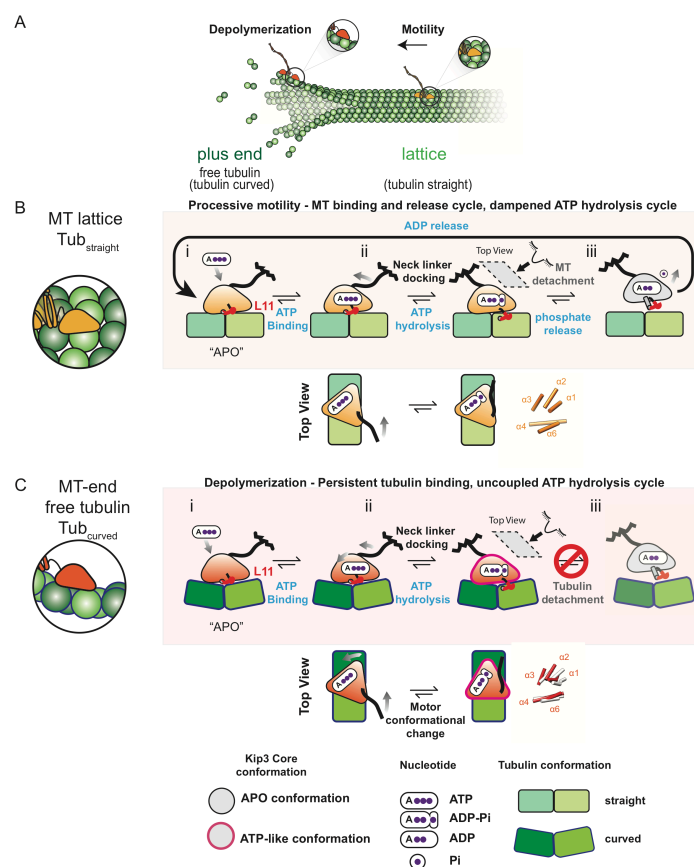 A
Depolymerization
Motility
plus end
free tubulin
(tubulin curved)
lattice
(tubulin straight)
B
MT lattice
Tubstraight
Processive motility - MT binding and release cycle, dampened ATP hydrolysis cycle
ADP release
i
ii
iii
A
Top View
Neck linker
docking
MT
detachment
A
A
A
L11
ATP
Binding
ATP
hydrolysis
phosphate
release
“APO”
Top View
A
A
α2
α3
α1
α4
α6
C
MT-end
free tubulin
Tubcurved
Depolymerization - Persistent tubulin binding, uncoupled ATP hydrolysis cycle
i
ii
iii
A
Top View
Neck linker
docking
A
A
A
L11
ATP
Binding
ATP
hydrolysis
Tubulin
detachment
“APO”
Top View
A
A
Motor
conformational
change
α2
α3
α1
α4
α6
Kip3 Core
conformation
Nucleotide
Tubulin conformation
APO conformation
ATP-like conformation
A
ATP
A
ADP-Pi
A
ADP
Pi
straight
curved